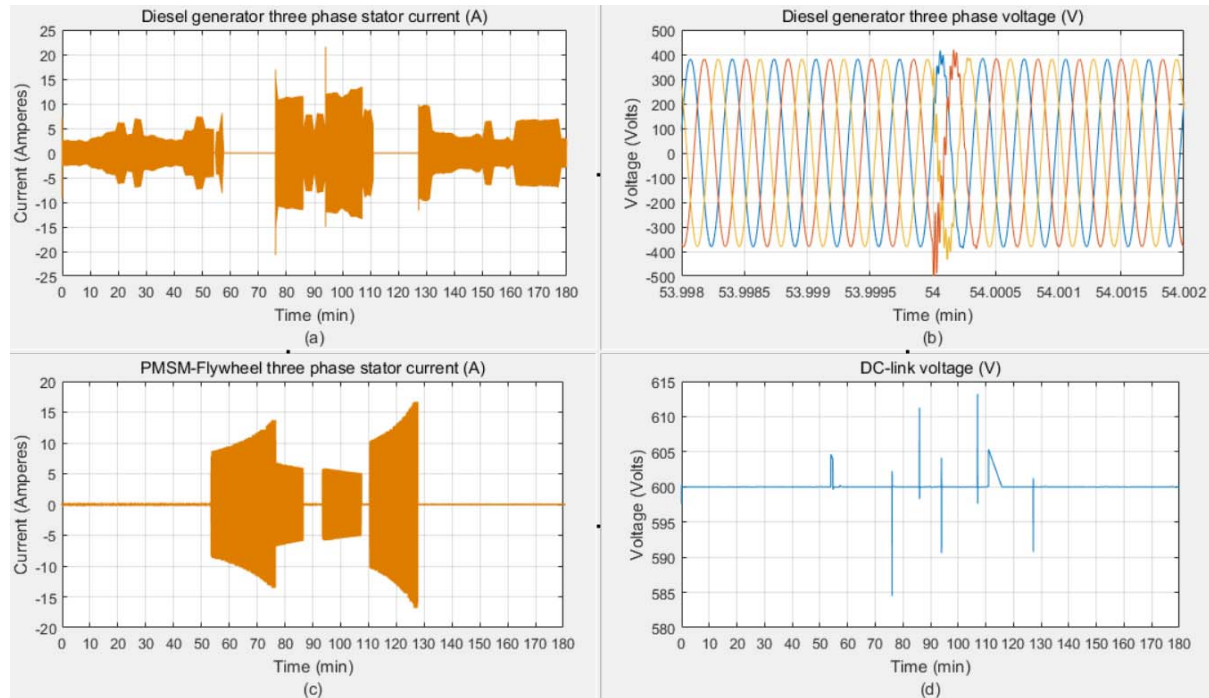 Diesel generator three phase stator current (A)
Current (Amperes)
25
20
15
10
5
0
-5
-10
-15
-20
-25
0 10 20 30 40 50 60 70 80 90 100 110 120 130 140 150 160 170 180
Time (min)
(a)
Diesel generator three phase voltage (V)
Voltage (Volts)
500
400
300
200
100
0
-100
-200
-300
-400
-500
53.998 53.9985 53.999 53.9995 54 54.0005 54.001 54.0015 54.002
Time (min)
(b)
PMSM-Flywheel three phase stator current (A)
Current (Amperes)
20
15
10
5
0
-5
-10
-15
-20
0 10 20 30 40 50 60 70 80 90 100 110 120 130 140 150 160 170 180
Time (min)
(c)
DC-link voltage (V)
Voltage (Volts)
615
610
605
600
595
590
585
580
0 10 20 30 40 50 60 70 80 90 100 110 120 130 140 150 160 170 180
Time (min)
(d)